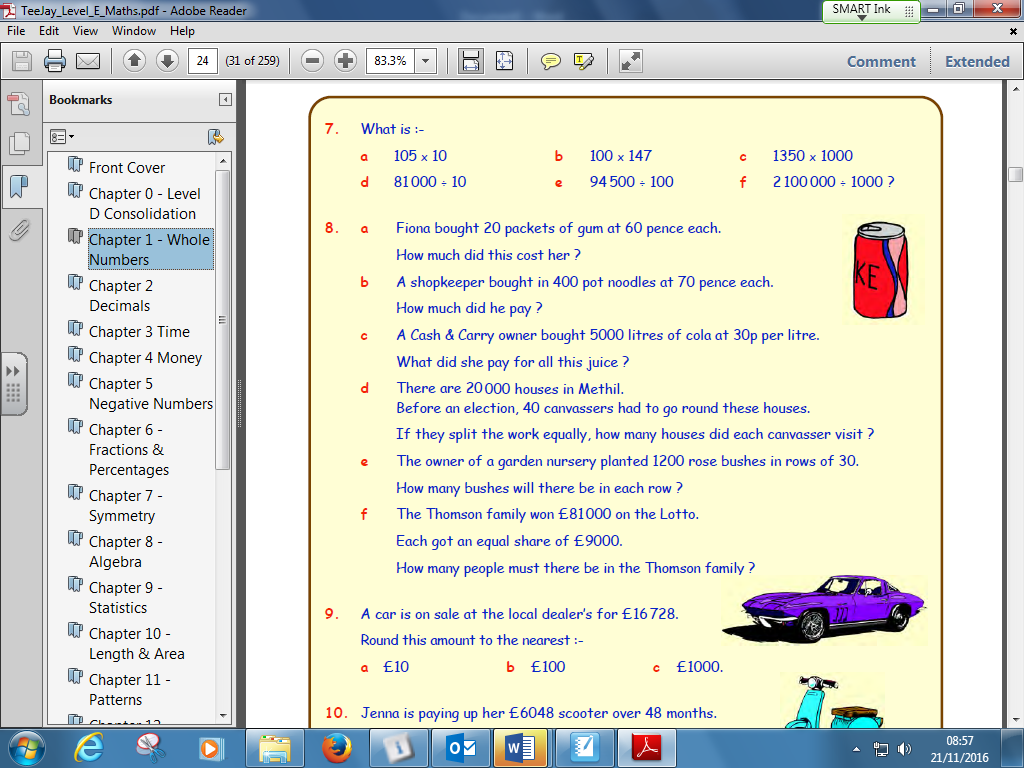 TeeJay_Level_E_Maths.pdf - Adobe Reader
SMART Ink
File Edit View Window Help
24 (31 of 259) 83.3% Comment Extended
Bookmarks
Front Cover
Chapter 0 - Level
D Consolidation
Chapter 1 - Whole
Numbers
Chapter 2
Decimals
Chapter 3 Time
Chapter 4 Money
Chapter 5
Negative Numbers
Chapter 6 -
Fractions &
Percentages
Chapter 7 -
Symmetry
Chapter 8 -
Algebra
Chapter 9 -
Statistics
Chapter 10 -
Length & Area
Chapter 11 -
Patterns
7. What is :-
a 105 × 10 b 100 × 147 c 1350 × 1000
d 81 000 ÷ 10 e 94 500 ÷ 100 f 2 100 000 ÷ 1000 ?
8. a Fiona bought 20 packets of gum at 60 pence each.
How much did this cost her ?
b A shopkeeper bought in 400 pot noodles at 70 pence each.
How much did he pay ?
c A Cash & Carry owner bought 5000 litres of cola at 30p per litre.
What did she pay for all this juice ?
d There are 20 000 houses in Methil.
Before an election, 40 canvassers had to go round these houses.
If they split the work equally, how many houses did each canvasser visit ?
e The owner of a garden nursery planted 1200 rose bushes in rows of 30.
How many bushes will there be in each row ?
f The Thomson family won £81 000 on the Lotto.
Each got an equal share of £9000.
How many people must there be in the Thomson family ?
KE
9. A car is on sale at the local dealer's for £16 728.
Round this amount to the nearest :-
a £10 b £100 c £1000.
10. Jenna is paying up her £6048 scooter over 48 months.
08:57
21/11/2016